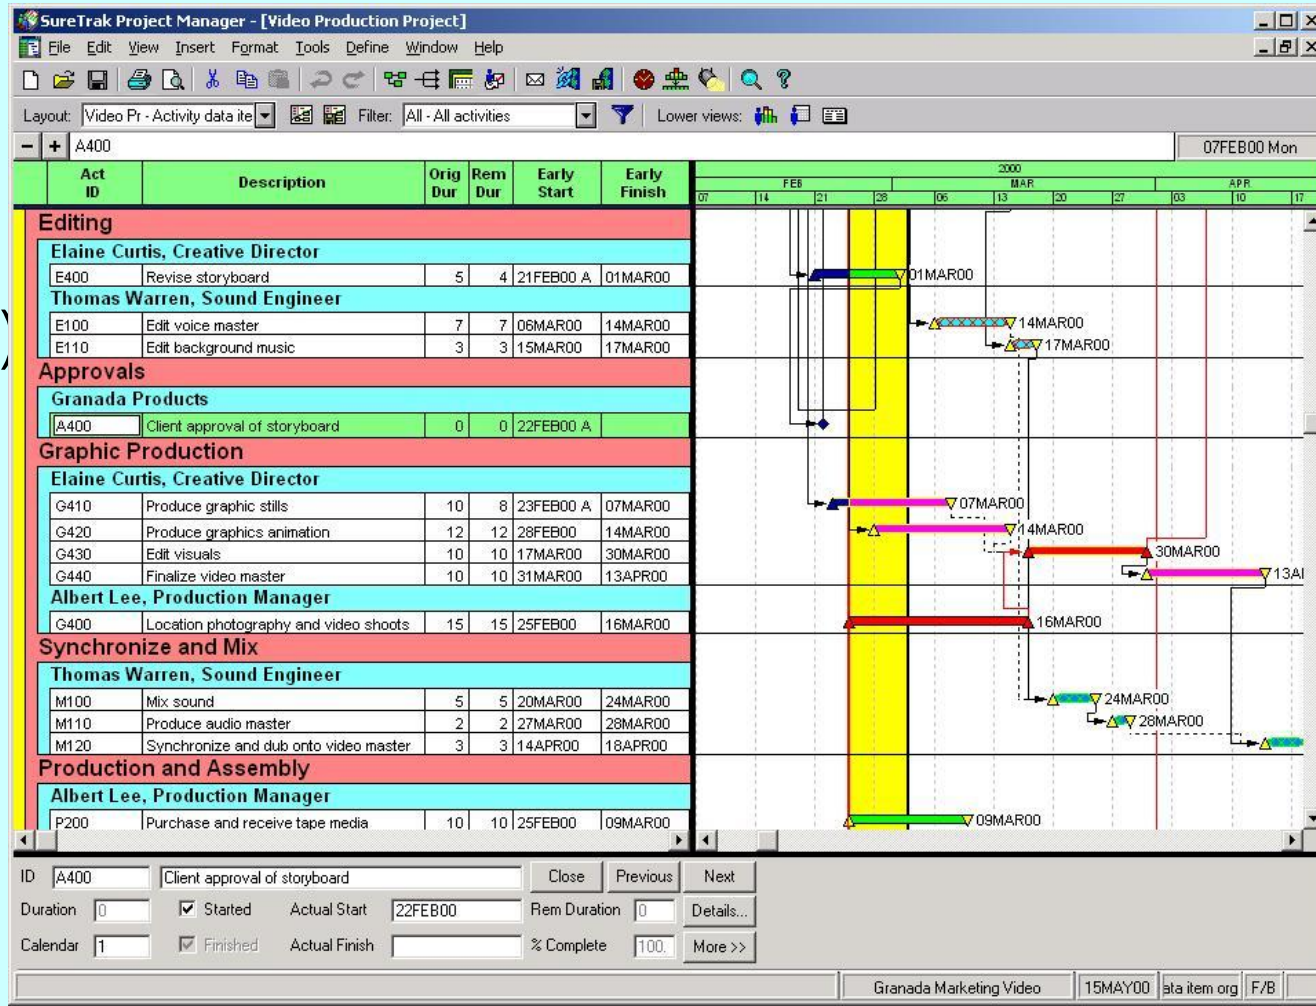 SureTrak Project Manager - [Video Production Project]
File Edit View Insert Format Tools Define Window Help
Layout: Video Pr - Activity data ite Filter: All - All activities Lower views:
A400 07FEB00 Mon
Act ID Description Orig Dur Rem Dur Early Start Early Finish
2000
FEB MAR APR
07 14 21 28 06 13 20 27 03 10 17
Editing
Elaine Curtis, Creative Director
E400 Revise storyboard 5 4 21FEB00 A 01MAR00 01MAR00
Thomas Warren, Sound Engineer
E100 Edit voice master 7 7 06MAR00 14MAR00 14MAR00
E110 Edit background music 3 3 15MAR00 17MAR00 17MAR00
)
Approvals
Granada Products
A400 Client approval of storyboard 0 0 22FEB00 A
Graphic Production
Elaine Curtis, Creative Director
G410 Produce graphic stills 10 8 23FEB00 A 07MAR00 07MAR00
G420 Produce graphics animation 12 12 28FEB00 14MAR00 14MAR00
G430 Edit visuals 10 10 17MAR00 30MAR00 30MAR00
G440 Finalize video master 10 10 31MAR00 13APR00 13AI
Albert Lee, Production Manager
G400 Location photography and video shoots 15 15 25FEB00 16MAR00 16MAR00
Synchronize and Mix
Thomas Warren, Sound Engineer
M100 Mix sound 5 5 20MAR00 24MAR00 24MAR00
M110 Produce audio master 2 2 27MAR00 28MAR00 28MAR00
M120 Synchronize and dub onto video master 3 3 14APR00 18APR00
Production and Assembly
Albert Lee, Production Manager
P200 Purchase and receive tape media 10 10 25FEB00 09MAR00 09MAR00
ID A400 Client approval of storyboard Close Previous Next
Duration 0 Started Actual Start 22FEB00 Rem Duration 0 Details...
Calendar 1 Finished Actual Finish % Complete 100. More >>
Granada Marketing Video 15MAY00 ata item org F/B